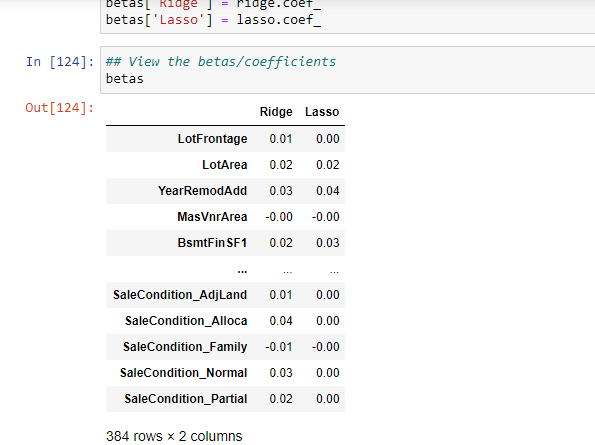 betas['Ridge'] = ridge.coef_
betas['Lasso'] = lasso.coef_
In [124]: ## View the betas/coefficients
betas
Out[124]:
Ridge Lasso
LotFrontage 0.01 0.00
LotArea 0.02 0.02
YearRemodAdd 0.03 0.04
MasVnrArea -0.00 -0.00
BsmtFinSF1 0.02 0.03
... ... ...
SaleCondition_AdjLand 0.01 0.00
SaleCondition_Alloca 0.04 0.00
SaleCondition_Family -0.01 -0.00
SaleCondition_Normal 0.03 0.00
SaleCondition_Partial 0.02 0.00
384 rows × 2 columns